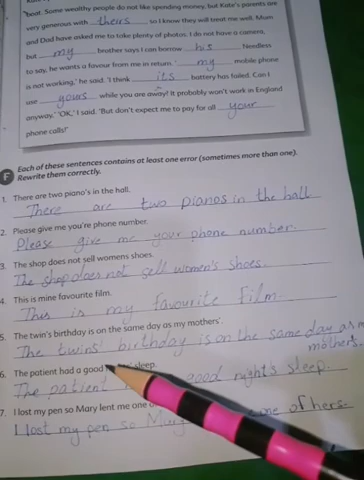 'boot. Some wealthy people do not like spending money, but Kate's parents are
very generous with theirs so I know they will treat me well. Mum
and Dad have asked me to take plenty of photos. I do not have a camera,
but my brother says I can borrow his. Needless
to say, he wants a favour from me in return. ' my mobile phone
is not working,' he said. 'I think its battery has failed. Can I
use yours while you are away? It probably won't work in England
anyway.' 'OK,' I said. 'But don't expect me to pay for all your
phone calls!'
F Each of these sentences contains at least one error (sometimes more than one).
Rewrite them correctly.
1. There are two piano's in the hall.
There are two pianos in the hall
2. Please give me you're phone number.
Please give me your phone number.
3. The shop does not sell womens shoes.
The shop does not sell women's shoes.
4. This is mine favourite film.
This is my favourite film.
5. The twin's birthday is on the same day as my mothers'.
The twins' birthday is on the same day as my
mother's.
6. The patient had a good sleep.
The patient good night's sleep.
7. I lost my pen so Mary lent me one
I lost my pen so Mary one of hers.